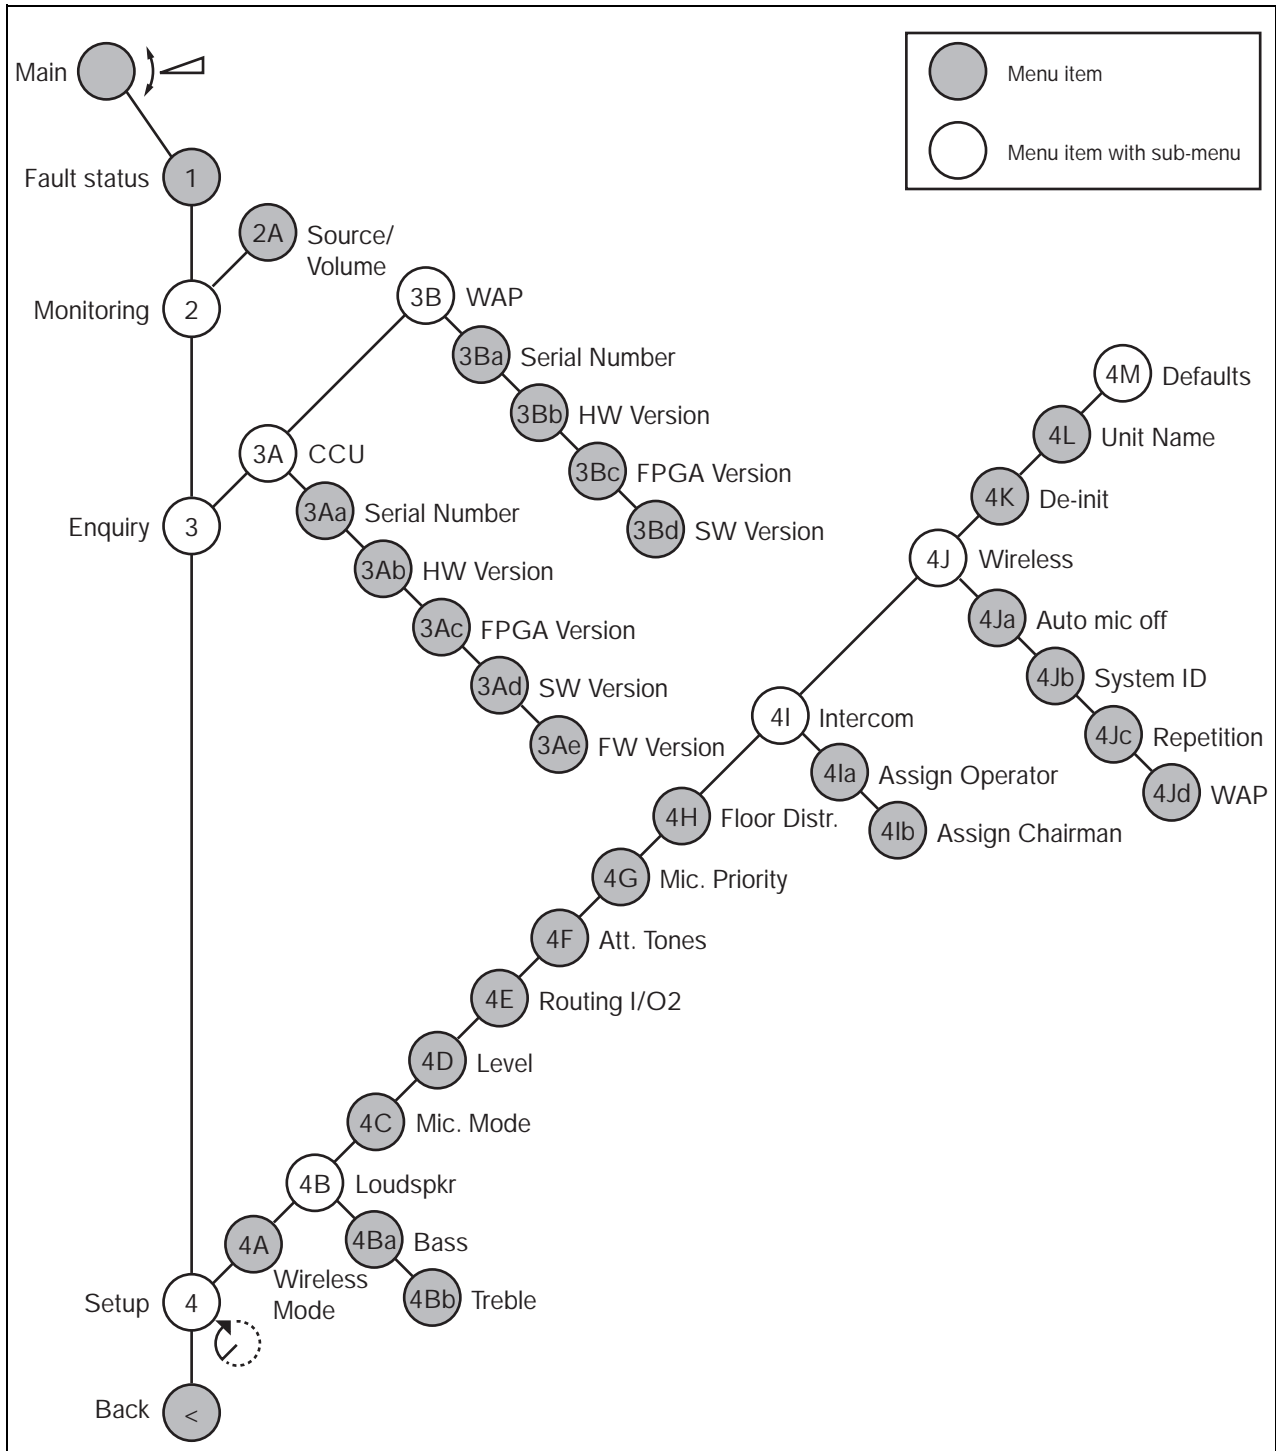 Main
Menu item
Menu item with sub-menu
Fault status 1
2A Source/
Volume
Monitoring 2
3B WAP
3Ba Serial Number
3Bb HW Version
3Bc FPGA Version
3Bd SW Version
Enquiry 3
3A CCU
3Aa Serial Number
3Ab HW Version
3Ac FPGA Version
3Ad SW Version
3Ae FW Version
4M Defaults
4L Unit Name
4K De-init
4J Wireless
4Ja Auto mic off
4Jb System ID
4Jc Repetition
4Jd WAP
4I Intercom
4Ia Assign Operator
4Ib Assign Chairman
4H Floor Distr.
4G Mic. Priority
4F Att. Tones
4E Routing I/O2
4D Level
4C Mic. Mode
4B Loudspkr
4Ba Bass
4Bb Treble
4A Wireless
Mode
Setup 4
Back <